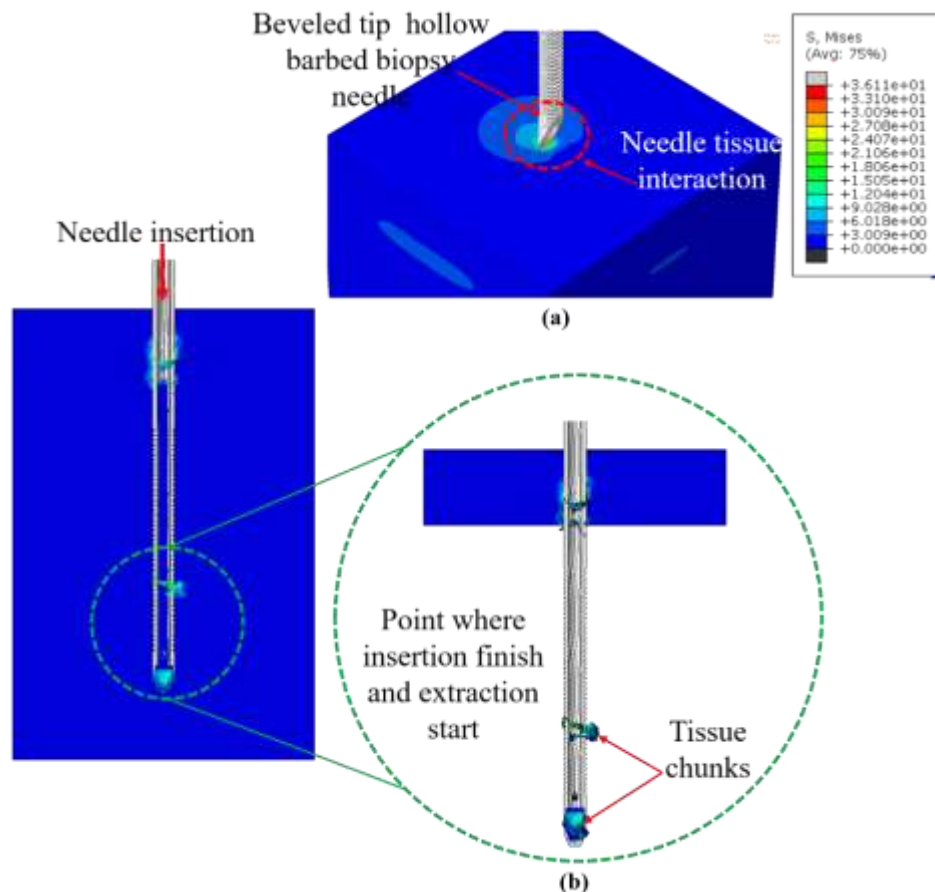 Beveled tip hollow
barbed biopsy
needle
Needle tissue
interaction
S, Mises
(Avg: 75%)
+3.611e+01
+3.310e+01
+3.009e+01
+2.708e+01
+2.407e+01
+2.106e+01
+1.806e+01
+1.505e+01
+1.204e+01
+9.028e+00
+6.018e+00
+3.009e+00
+0.000e+00
(a)
Needle insertion
Point where
insertion finish
and extraction
start
Tissue
chunks
(b)